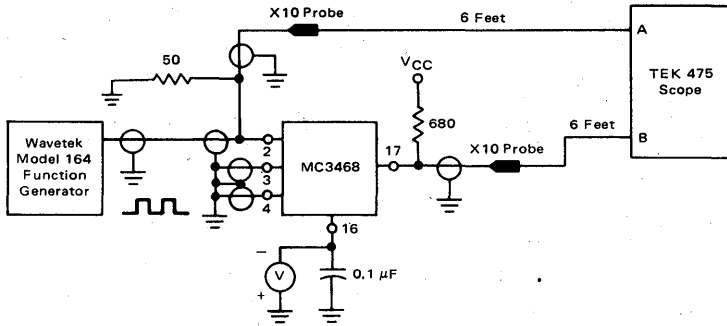 X10 Probe
6 Feet
A
50
VCC
TEK 475
Scope
680
6 Feet
Wavetek
Model 164
Function
Generator
2
MC3468
17
X10 Probe
B
3
4
16
−
V
0.1 μF
+